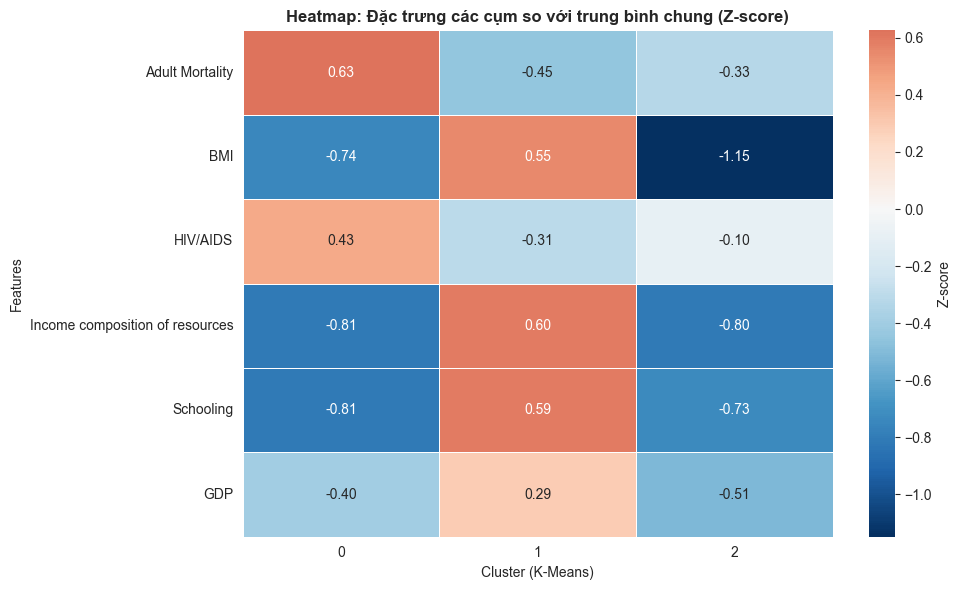 Heatmap: Đặc trưng các cụm so với trung bình chung (Z-score)
Features
Adult Mortality 0.63 -0.45 -0.33
BMI -0.74 0.55 -1.15
HIV/AIDS 0.43 -0.31 -0.10
Income composition of resources -0.81 0.60 -0.80
Schooling -0.81 0.59 -0.73
GDP -0.40 0.29 -0.51
0 1 2
Cluster (K-Means)
0.6
0.4
0.2
0.0
−0.2
−0.4
−0.6
−0.8
−1.0
Z-score